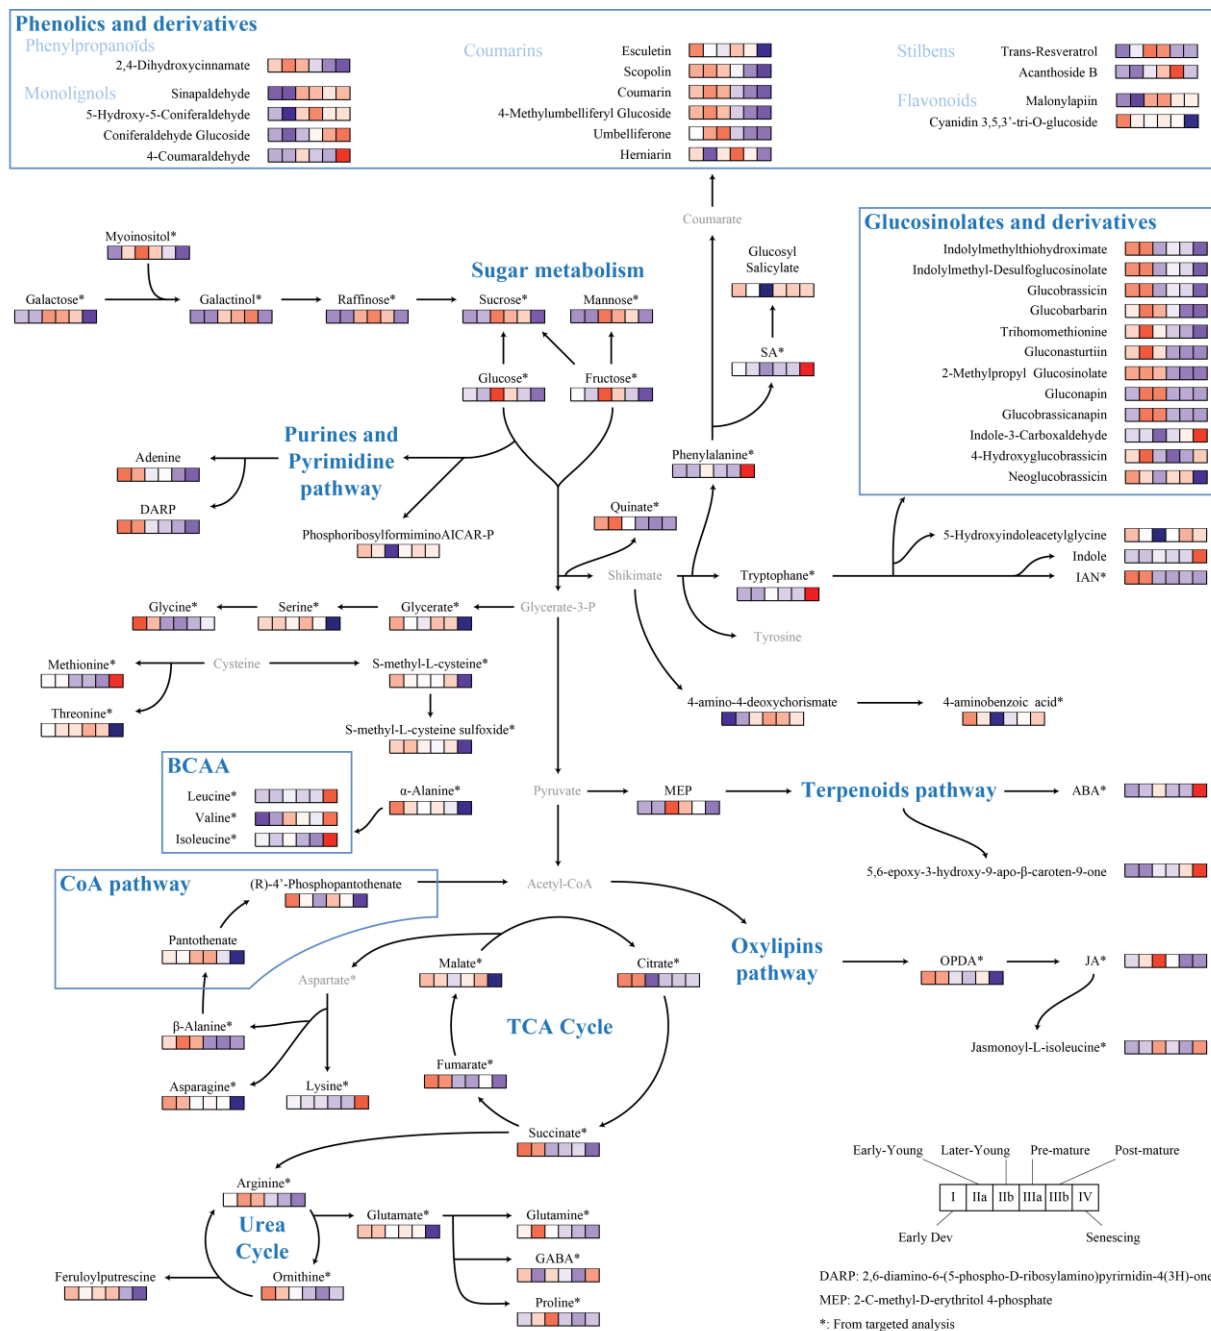 Phenolics and derivatives
Phenylpropanoïds
2,4-Dihydroxycinnamate
Monolignols
Sinapaldehyde
5-Hydroxy-5-Coniferaldehyde
Coniferaldehyde Glucoside
4-Coumaraldehyde
Coumarins
Esculetin
Scopolin
Coumarin
4-Methylumbelliferyl Glucoside
Umbelliferone
Herniarin
Stilbens
Trans-Resveratrol
Acanthoside B
Flavonoids
Malonylapiin
Cyanidin 3,5,3'-tri-O-glucoside
Coumarate
Glucosyl
Salicylate
SA*
Phenylalanine*
Glucosinolates and derivatives
Indolylmethylthiohydroximate
Indolylmethyl-Desulfoglucosinolate
Glucobrassicin
Glucobarbarin
Trihomomethionine
Gluconasturtiin
2-Methylpropyl Glucosinolate
Gluconapin
Glucobrassicanapin
Indole-3-Carboxaldehyde
4-Hydroxyglucobrassicin
Neoglucobrassicin
Myoinositol*
Sugar metabolism
Galactose*
Galactinol*
Raffinose*
Sucrose*
Mannose*
Glucose*
Fructose*
Purines and
Pyrimidine
pathway
Adenine
DARP
PhosphoribosylformiminoAICAR-P
Quinate*
Shikimate
Tryptophane*
5-Hydroxyindoleacetylglycine
Indole
IAN*
Tyrosine
Glycine*
Serine*
Glycerate*
Glycerate-3-P
Methionine*
Cysteine
S-methyl-L-cysteine*
Threonine*
S-methyl-L-cysteine sulfoxide*
4-amino-4-deoxychorismate
4-aminobenzoic acid*
BCAA
Leucine*
Valine*
Isoleucine*
α-Alanine*
Pyruvate
MEP
Terpenoids pathway
ABA*
5,6-epoxy-3-hydroxy-9-apo-β-caroten-9-one
CoA pathway
(R)-4'-Phosphopantothenate
Acetyl-CoA
Pantothenate
Oxylipins
pathway
OPDA*
JA*
Jasmonoyl-L-isoleucine*
Aspartate*
Malate*
Citrate*
TCA Cycle
β-Alanine*
Asparagine*
Lysine*
Fumarate*
Succinate*
Arginine*
Urea
Cycle
Glutamate*
Glutamine*
GABA*
Proline*
Feruloylputrescine
Ornithine*
Early-Young
Later-Young
Pre-mature
Post-mature
I IIa IIb IIIa IIIb IV
Early Dev
Senescing
DARP: 2,6-diamino-6-(5-phospho-D-ribosylamino)pyrirnidin-4(3H)-one
MEP: 2-C-methyl-D-erythritol 4-phosphate
*: From targeted analysis